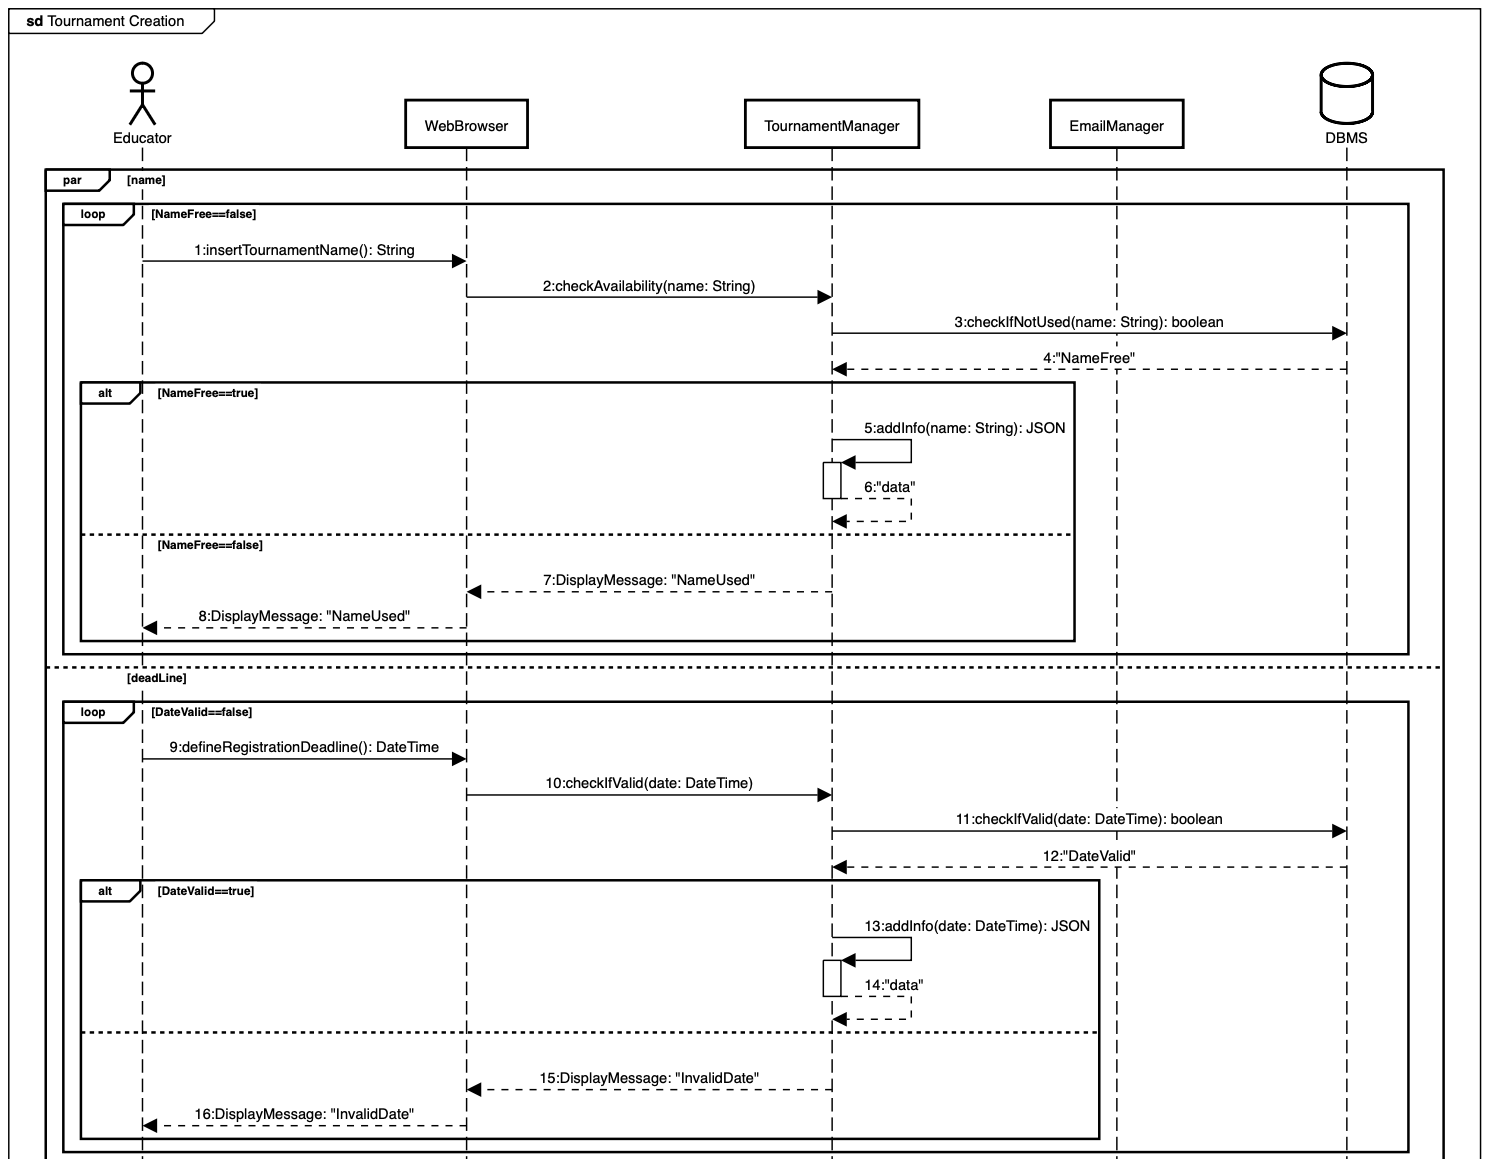 sd Tournament Creation
Educator
WebBrowser
TournamentManager
EmailManager
DBMS
par [name]
loop [NameFree==false]
1:insertTournamentName(): String
2:checkAvailability(name: String)
3:checkIfNotUsed(name: String): boolean
4:"NameFree"
alt [NameFree==true]
5:addInfo(name: String): JSON
6:"data"
[NameFree==false]
7:DisplayMessage: "NameUsed"
8:DisplayMessage: "NameUsed"
[deadLine]
loop [DateValid==false]
9:defineRegistrationDeadline(): DateTime
10:checkIfValid(date: DateTime)
11:checkIfValid(date: DateTime): boolean
12:"DateValid"
alt [DateValid==true]
13:addInfo(date: DateTime): JSON
14:"data"
15:DisplayMessage: "InvalidDate"
16:DisplayMessage: "InvalidDate"